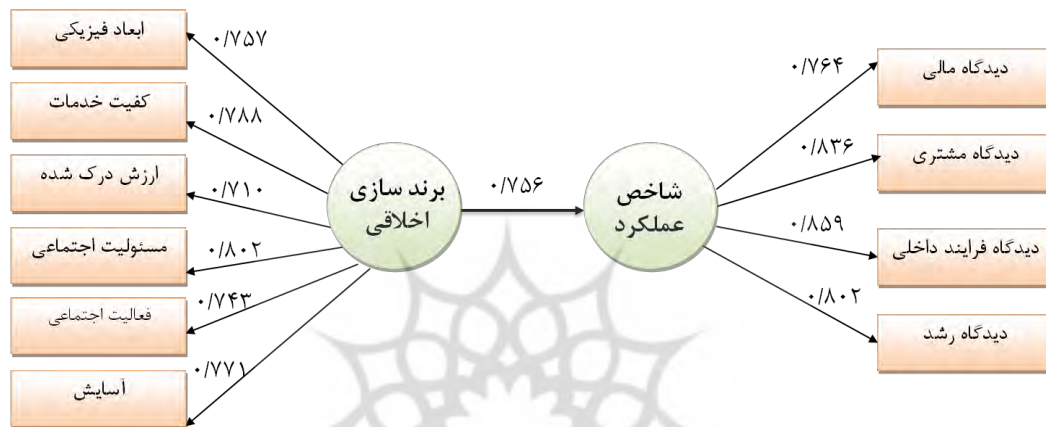 ابعاد فیزیکی
کفیت خدمات
ارزش درک شده
مسئولیت اجتماعی
فعالیت اجتماعی
آسایش
۰/۷۵۷
۰/۷۸۸
۰/۷۱۰
۰/۸۰۲
۰/۷۴۳
۰/۷۷۱
برند سازی
اخلاقی
۰/۷۵۶
شاخص
عملکرد
۰/۷۶۴
۰/۸۳۶
۰/۸۵۹
۰/۸۰۲
دیدگاه مالی
دیدگاه مشتری
دیدگاه فرایند داخلی
دیدگاه رشد